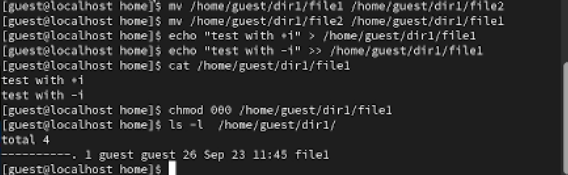 [guest@localhost home]$ mv /home/guest/dir1/file1 /home/guest/dir1/file2
[guest@localhost home]$ mv /home/guest/dir1/file2 /home/guest/dir1/file1
[guest@localhost home]$ echo "test with +i" > /home/guest/dir1/file1
[guest@localhost home]$ echo "test with -i" >> /home/guest/dir1/file1
[guest@localhost home]$ cat /home/guest/dir1/file1
test with +i
test with -i
[guest@localhost home]$ chmod 000 /home/guest/dir1/file1
[guest@localhost home]$ ls -l  /home/guest/dir1/
total 4
----------. 1 guest guest 26 Sep 23 11:45 file1
[guest@localhost home]$